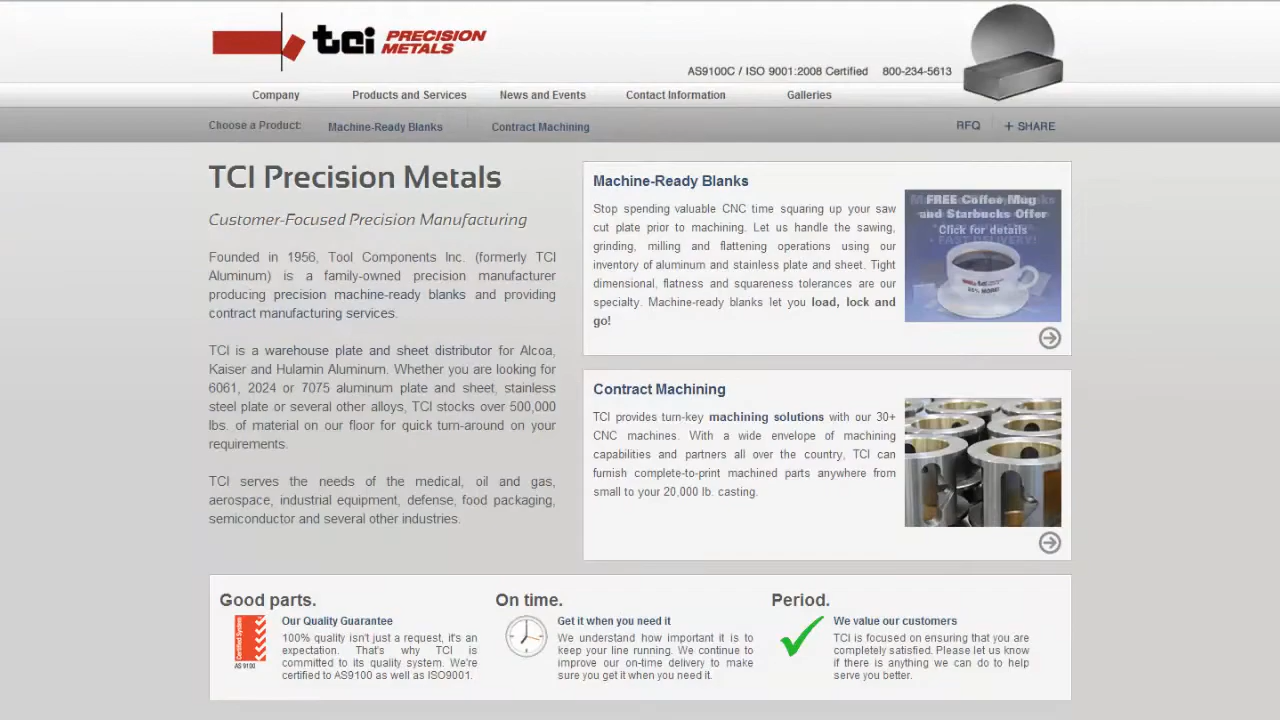 tci PRECISION METALS
AS9100C / ISO 9001:2008 Certified 800-234-5613
Company Products and Services News and Events Contact Information Galleries
Choose a Product: Machine-Ready Blanks Contract Machining RFQ + SHARE
TCI Precision Metals
Customer-Focused Precision Manufacturing
Founded in 1956, Tool Components Inc. (formerly TCI
Aluminum) is a family-owned precision manufacturer
producing precision machine-ready blanks and providing
contract manufacturing services.
TCI is a warehouse plate and sheet distributor for Alcoa,
Kaiser and Hulamin Aluminum. Whether you are looking for
6061, 2024 or 7075 aluminum plate and sheet, stainless
steel plate or several other alloys, TCI stocks over 500,000
lbs. of material on our floor for quick turn-around on your
requirements.
TCI serves the needs of the medical, oil and gas,
aerospace, industrial equipment, defense, food packaging,
semiconductor and several other industries.
Machine-Ready Blanks
Stop spending valuable CNC time squaring up your saw
cut plate prior to machining. Let us handle the sawing,
grinding, milling and flattening operations using our
inventory of aluminum and stainless plate and sheet. Tight
dimensional, flatness and squareness tolerances are our
specialty. Machine-ready blanks let you load, lock and
go!
FREE Coffee Mug
and Starbucks Offer
Click for details
FAST DELIVERY!
tci
Contract Machining
TCI provides turn-key machining solutions with our 30+
CNC machines. With a wide envelope of machining
capabilities and partners all over the country, TCI can
furnish complete-to-print machined parts anywhere from
small to your 20,000 lb. casting.
Good parts.
Certified System
AS 9100
Our Quality Guarantee
100% quality isn't just a request, it's an
expectation. That's why TCI is
committed to its quality system. We're
certified to AS9100 as well as ISO9001.
On time.
Get it when you need it
We understand how important it is to
keep your line running. We continue to
improve our on-time delivery to make
sure you get it when you need it.
Period.
We value our customers
TCI is focused on ensuring that you are
completely satisfied. Please let us know
if there is anything we can do to help
serve you better.